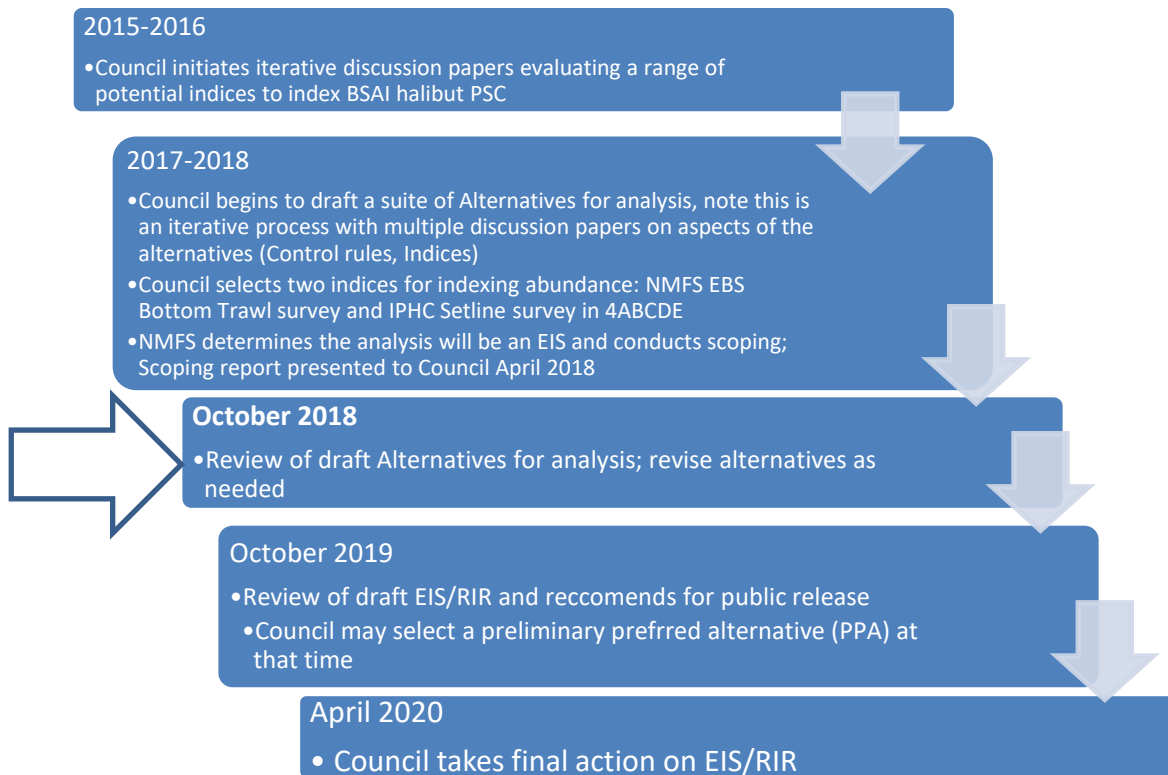 2015-2016
•Council initiates iterative discussion papers evaluating a range of
potential indices to index BSAI halibut PSC
2017-2018
•Council begins to draft a suite of Alternatives for analysis, note this is
an iterative process with multiple discussion papers on aspects of the
alternatives (Control rules, Indices)
•Council selects two indices for indexing abundance: NMFS EBS
Bottom Trawl survey and IPHC Setline survey in 4ABCDE
•NMFS determines the analysis will be an EIS and conducts scoping;
Scoping report presented to Council April 2018
October 2018
•Review of draft Alternatives for analysis; revise alternatives as
needed
October 2019
•Review of draft EIS/RIR and reccomends for public release
•Council may select a preliminary prefrred alternative (PPA) at
that time
April 2020
• Council takes final action on EIS/RIR